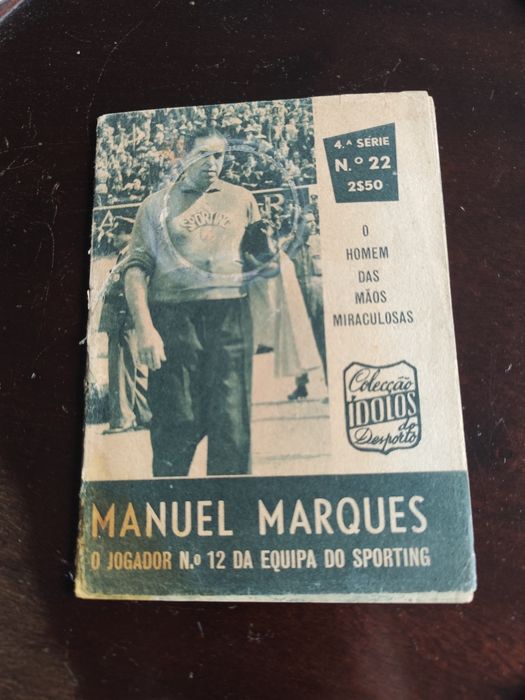 4.ª SÉRIE
N.º 22
2$50
O
HOMEM
DAS
MÃOS
MIRACULOSAS
SPORTING
Colecção
ÍDOLOS
do
Desporto
MANUEL MARQUES
O JOGADOR N.º 12 DA EQUIPA DO SPORTING